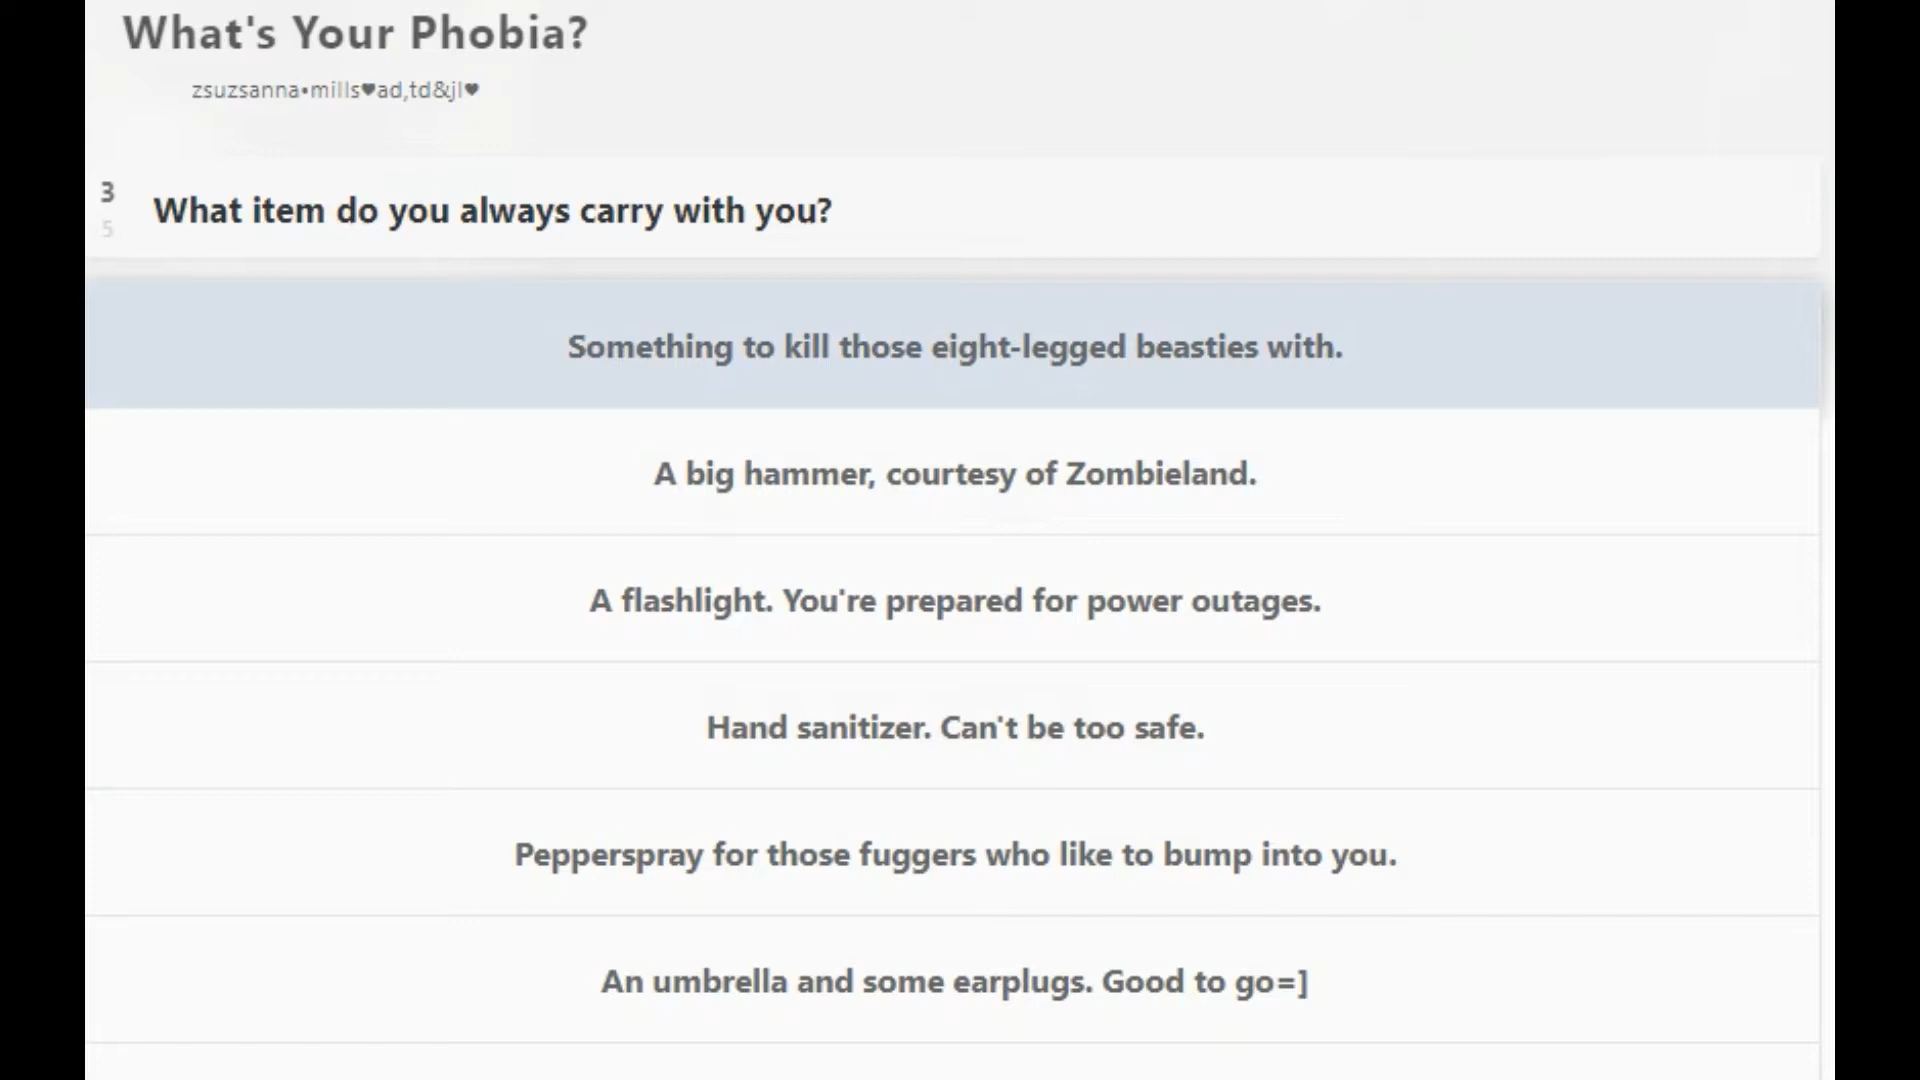 What's Your Phobia?
zsuzsanna•mills♥ad,td&jl♥
3
5
What item do you always carry with you?
Something to kill those eight-legged beasties with.
A big hammer, courtesy of Zombieland.
A flashlight. You're prepared for power outages.
Hand sanitizer. Can't be too safe.
Pepperspray for those fuggers who like to bump into you.
An umbrella and some earplugs. Good to go=]